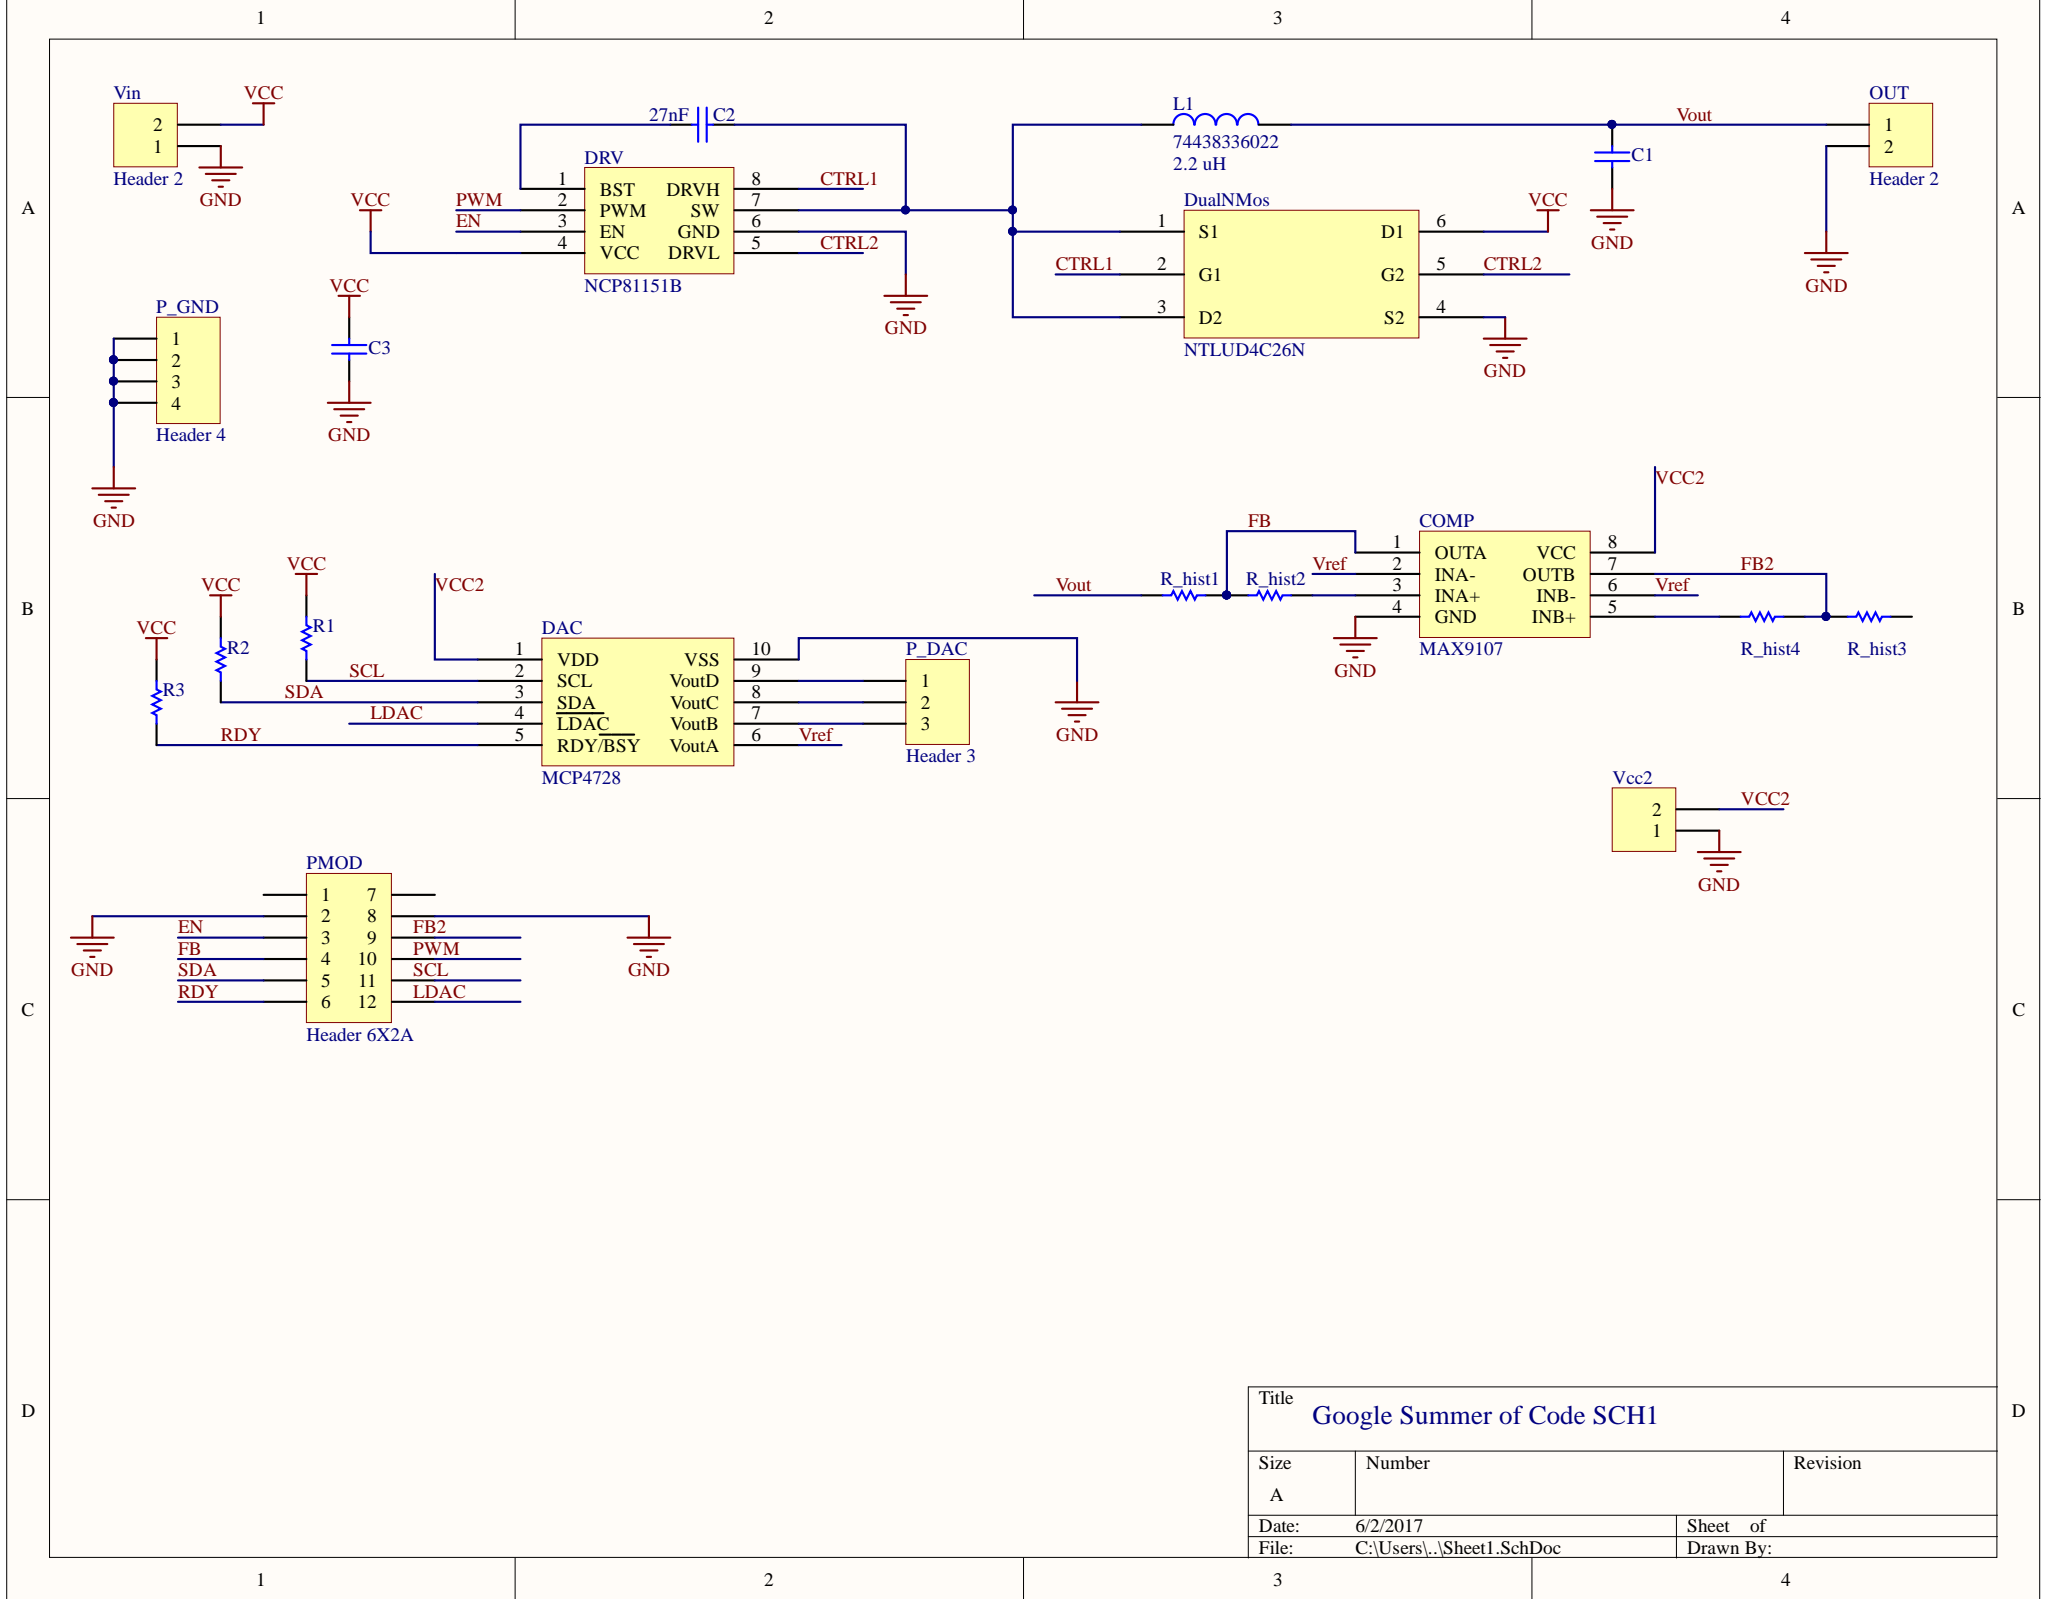 1 2 3 4
A
A
B
B
C
C
D
D
Vin
VCC
2
1
Header 2
GND
27nF C2
DRV
1 BST DRVH 8 CTRL1
PWM 2 PWM SW 7
EN 3 EN GND 6
VCC
4 VCC DRVL 5 CTRL2
NCP81151B
GND
L1
74438336022
2.2 uH
DualNMos
1 S1 D1 6 VCC
CTRL1 2 G1 G2 5 CTRL2
3 D2 S2 4
NTLUD4C26N
GND
Vout
C1
GND
OUT
1
2
Header 2
GND
P_GND
1
2
3
4
Header 4
GND
VCC
C3
GND
VCC
R3
VCC
R2
VCC
R1
VCC2
DAC
1 VDD VSS 10
SCL 2 SCL VoutD 9
SDA 3 SDA VoutC 8
LDAC 4 LDAC VoutB 7
RDY 5 RDY/BSY VoutA 6 Vref
MCP4728
P_DAC
1
2
3
Header 3
GND
VCC2
FB
COMP
1 OUTA VCC 8
Vref 2 INA- OUTB 7 FB2
Vout R_hist1 R_hist2 3 INA+ INB- 6 Vref
4 GND INB+ 5
GND
MAX9107
R_hist4 R_hist3
Vcc2
2 VCC2
1
GND
PMOD
1 7
2 8
EN 3 9 FB2
FB 4 10 PWM
SDA 5 11 SCL
RDY 6 12 LDAC
GND
GND
Header 6X2A
Title
Google Summer of Code SCH1
Size Number Revision
A
Date: 6/2/2017 Sheet of
File: C:\Users\..\Sheet1.SchDoc Drawn By:
1 2 3 4